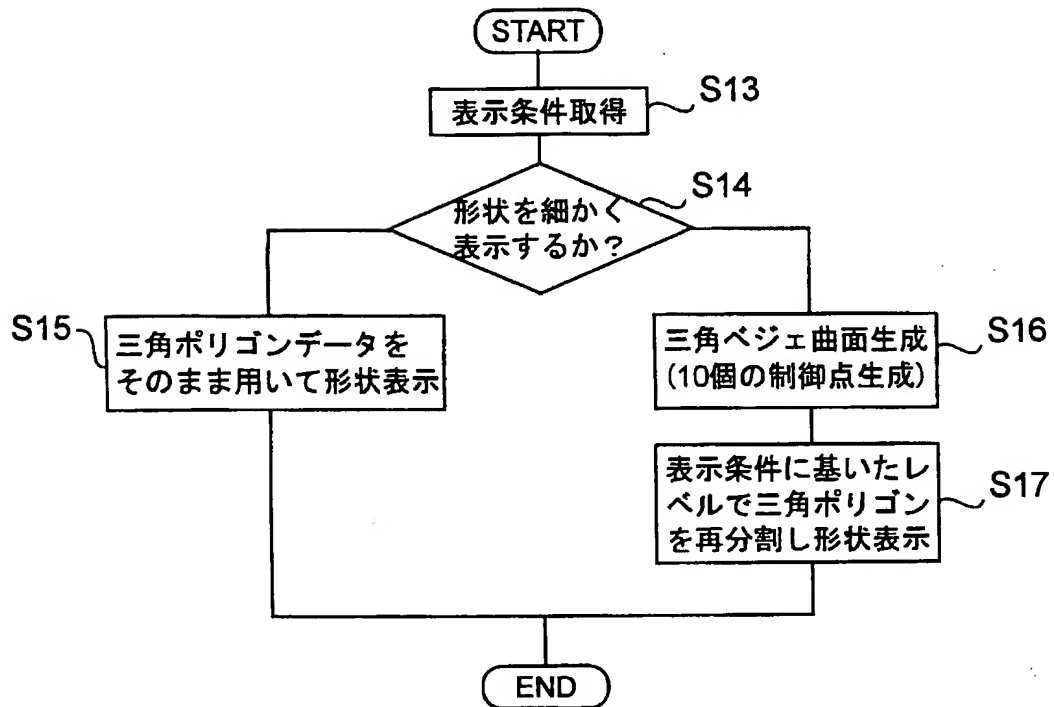 START
表示条件取得
S13
形状を細かく
表示するか?
S14
S15
三角ポリゴンデータを
そのまま用いて形状表示
三角ベジェ曲面生成
(10個の制御点生成)
S16
表示条件に基いたレ
ベルで三角ポリゴン
を再分割し形状表示
S17
END